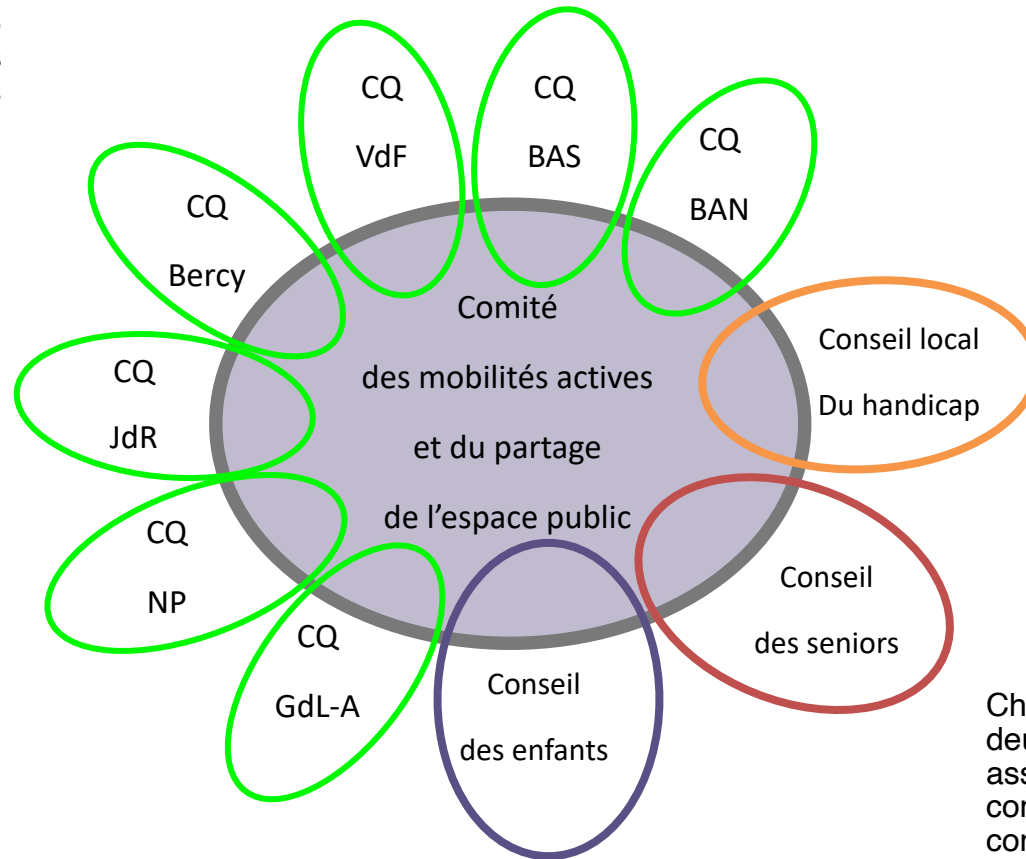 CQ
VdF
CQ
BAS
CQ
BAN
CQ
Bercy
Comité
des mobilités actives
et du partage
de l'espace public
Conseil local
Du handicap
CQ
JdR
CQ
NP
Conseil
des seniors
CQ
GdL-A
Conseil
des enfants